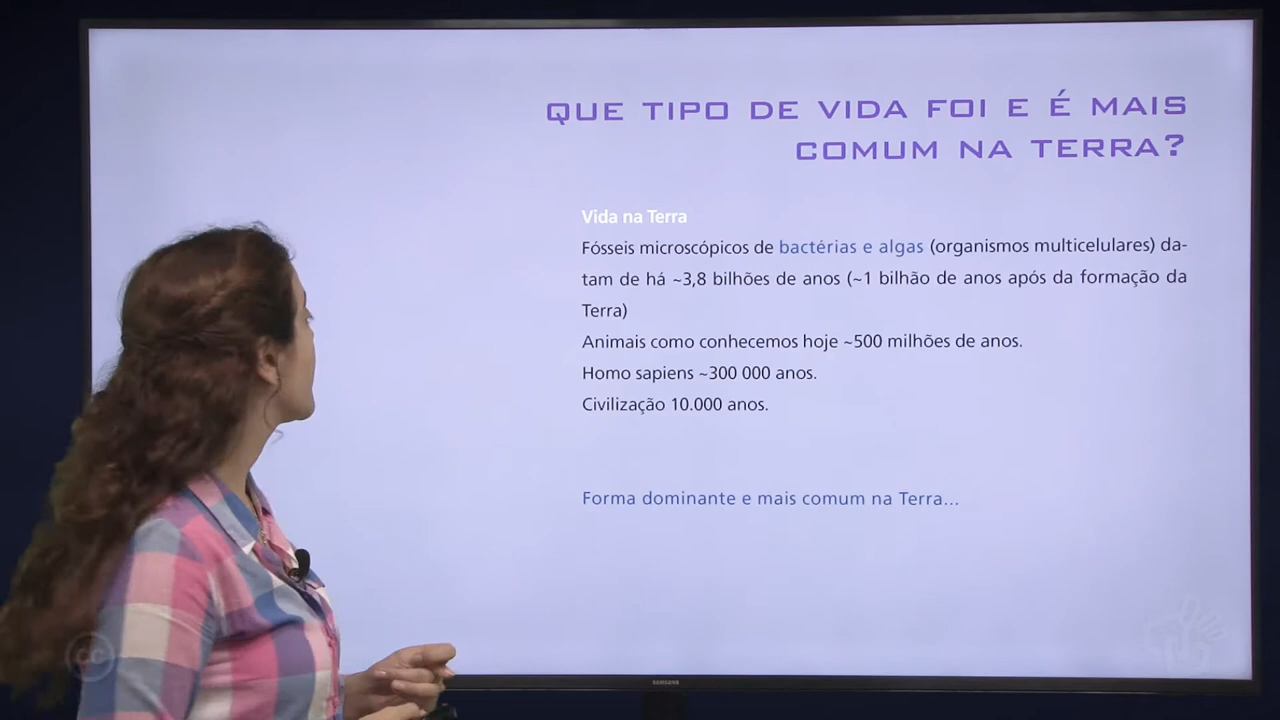 QUE TIPO DE VIDA FOI E É MAIS
COMUM NA TERRA?
Vida na Terra
Fósseis microscópicos de bactérias e algas (organismos multicelulares) da-
tam de há ~3,8 bilhões de anos (~1 bilhão de anos após da formação da
Terra)
Animais como conhecemos hoje ~500 milhões de anos.
Homo sapiens ~300 000 anos.
Civilização 10.000 anos.
Forma dominante e mais comum na Terra...
cc
SAMSUNG